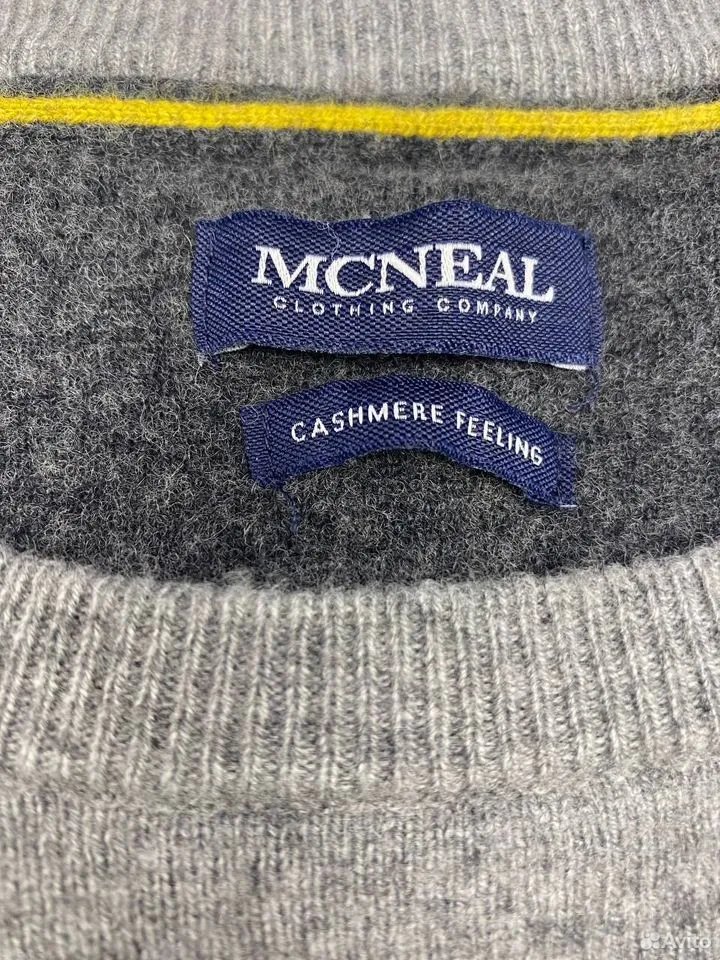 MCNEAL
CLOTHING COMPANY
CASHMERE FEELING
Avito